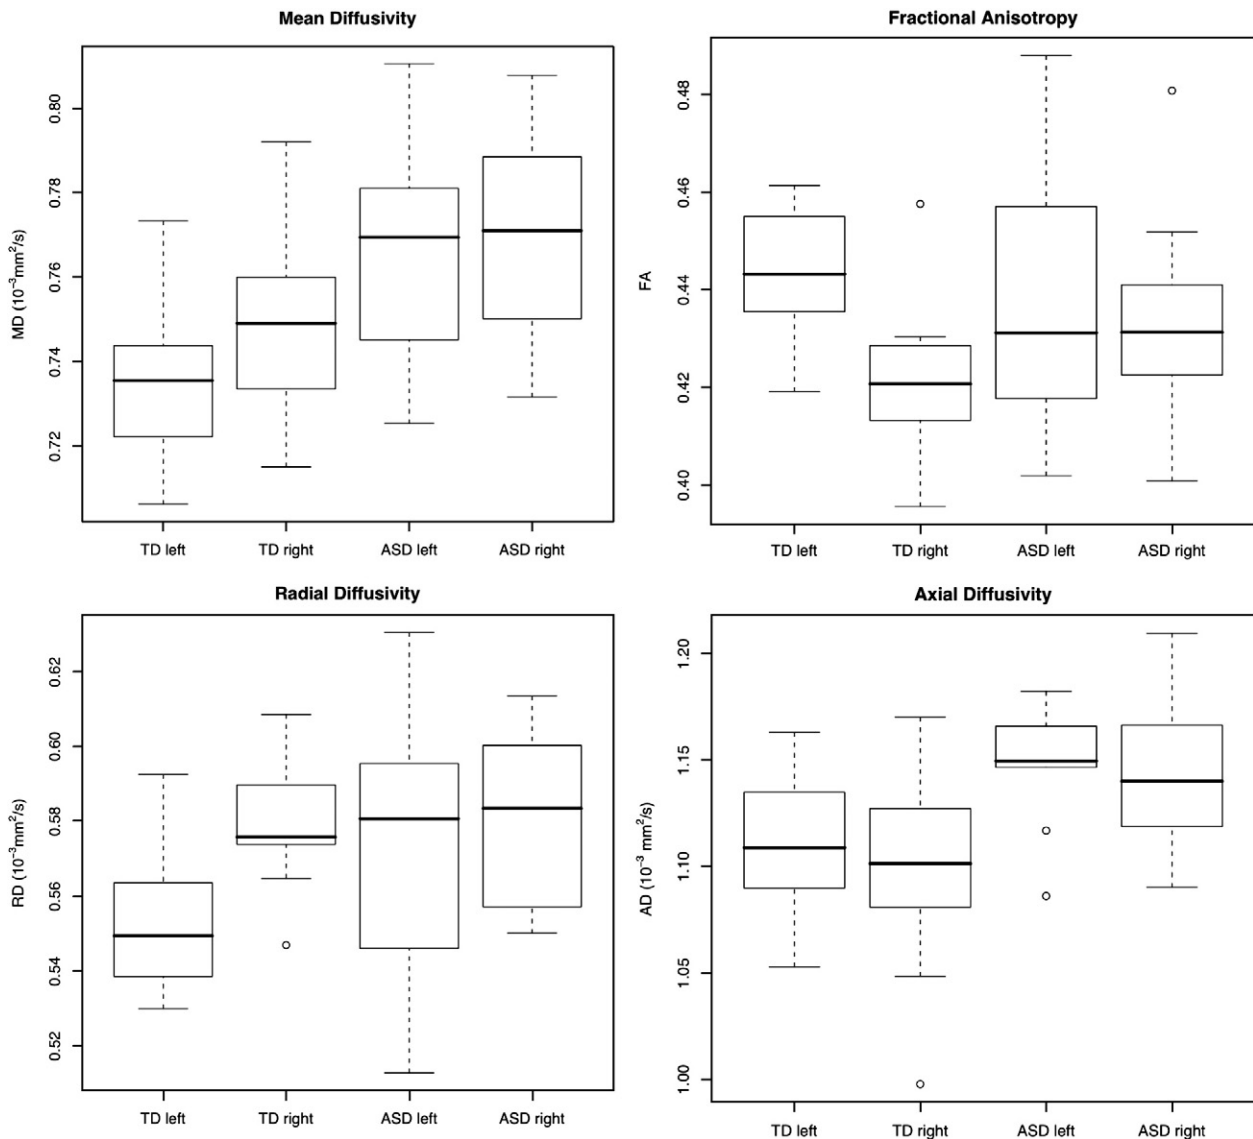 Mean Diffusivity
MD (10⁻³mm²/s)
0.80
0.78
0.76
0.74
0.72
TD left
TD right
ASD left
ASD right
Fractional Anisotropy
FA
0.48
0.46
0.44
0.42
0.40
TD left
TD right
ASD left
ASD right
Radial Diffusivity
RD (10⁻³mm²/s)
0.62
0.60
0.58
0.56
0.54
0.52
TD left
TD right
ASD left
ASD right
Axial Diffusivity
AD (10⁻³ mm²/s)
1.20
1.15
1.10
1.05
1.00
TD left
TD right
ASD left
ASD right